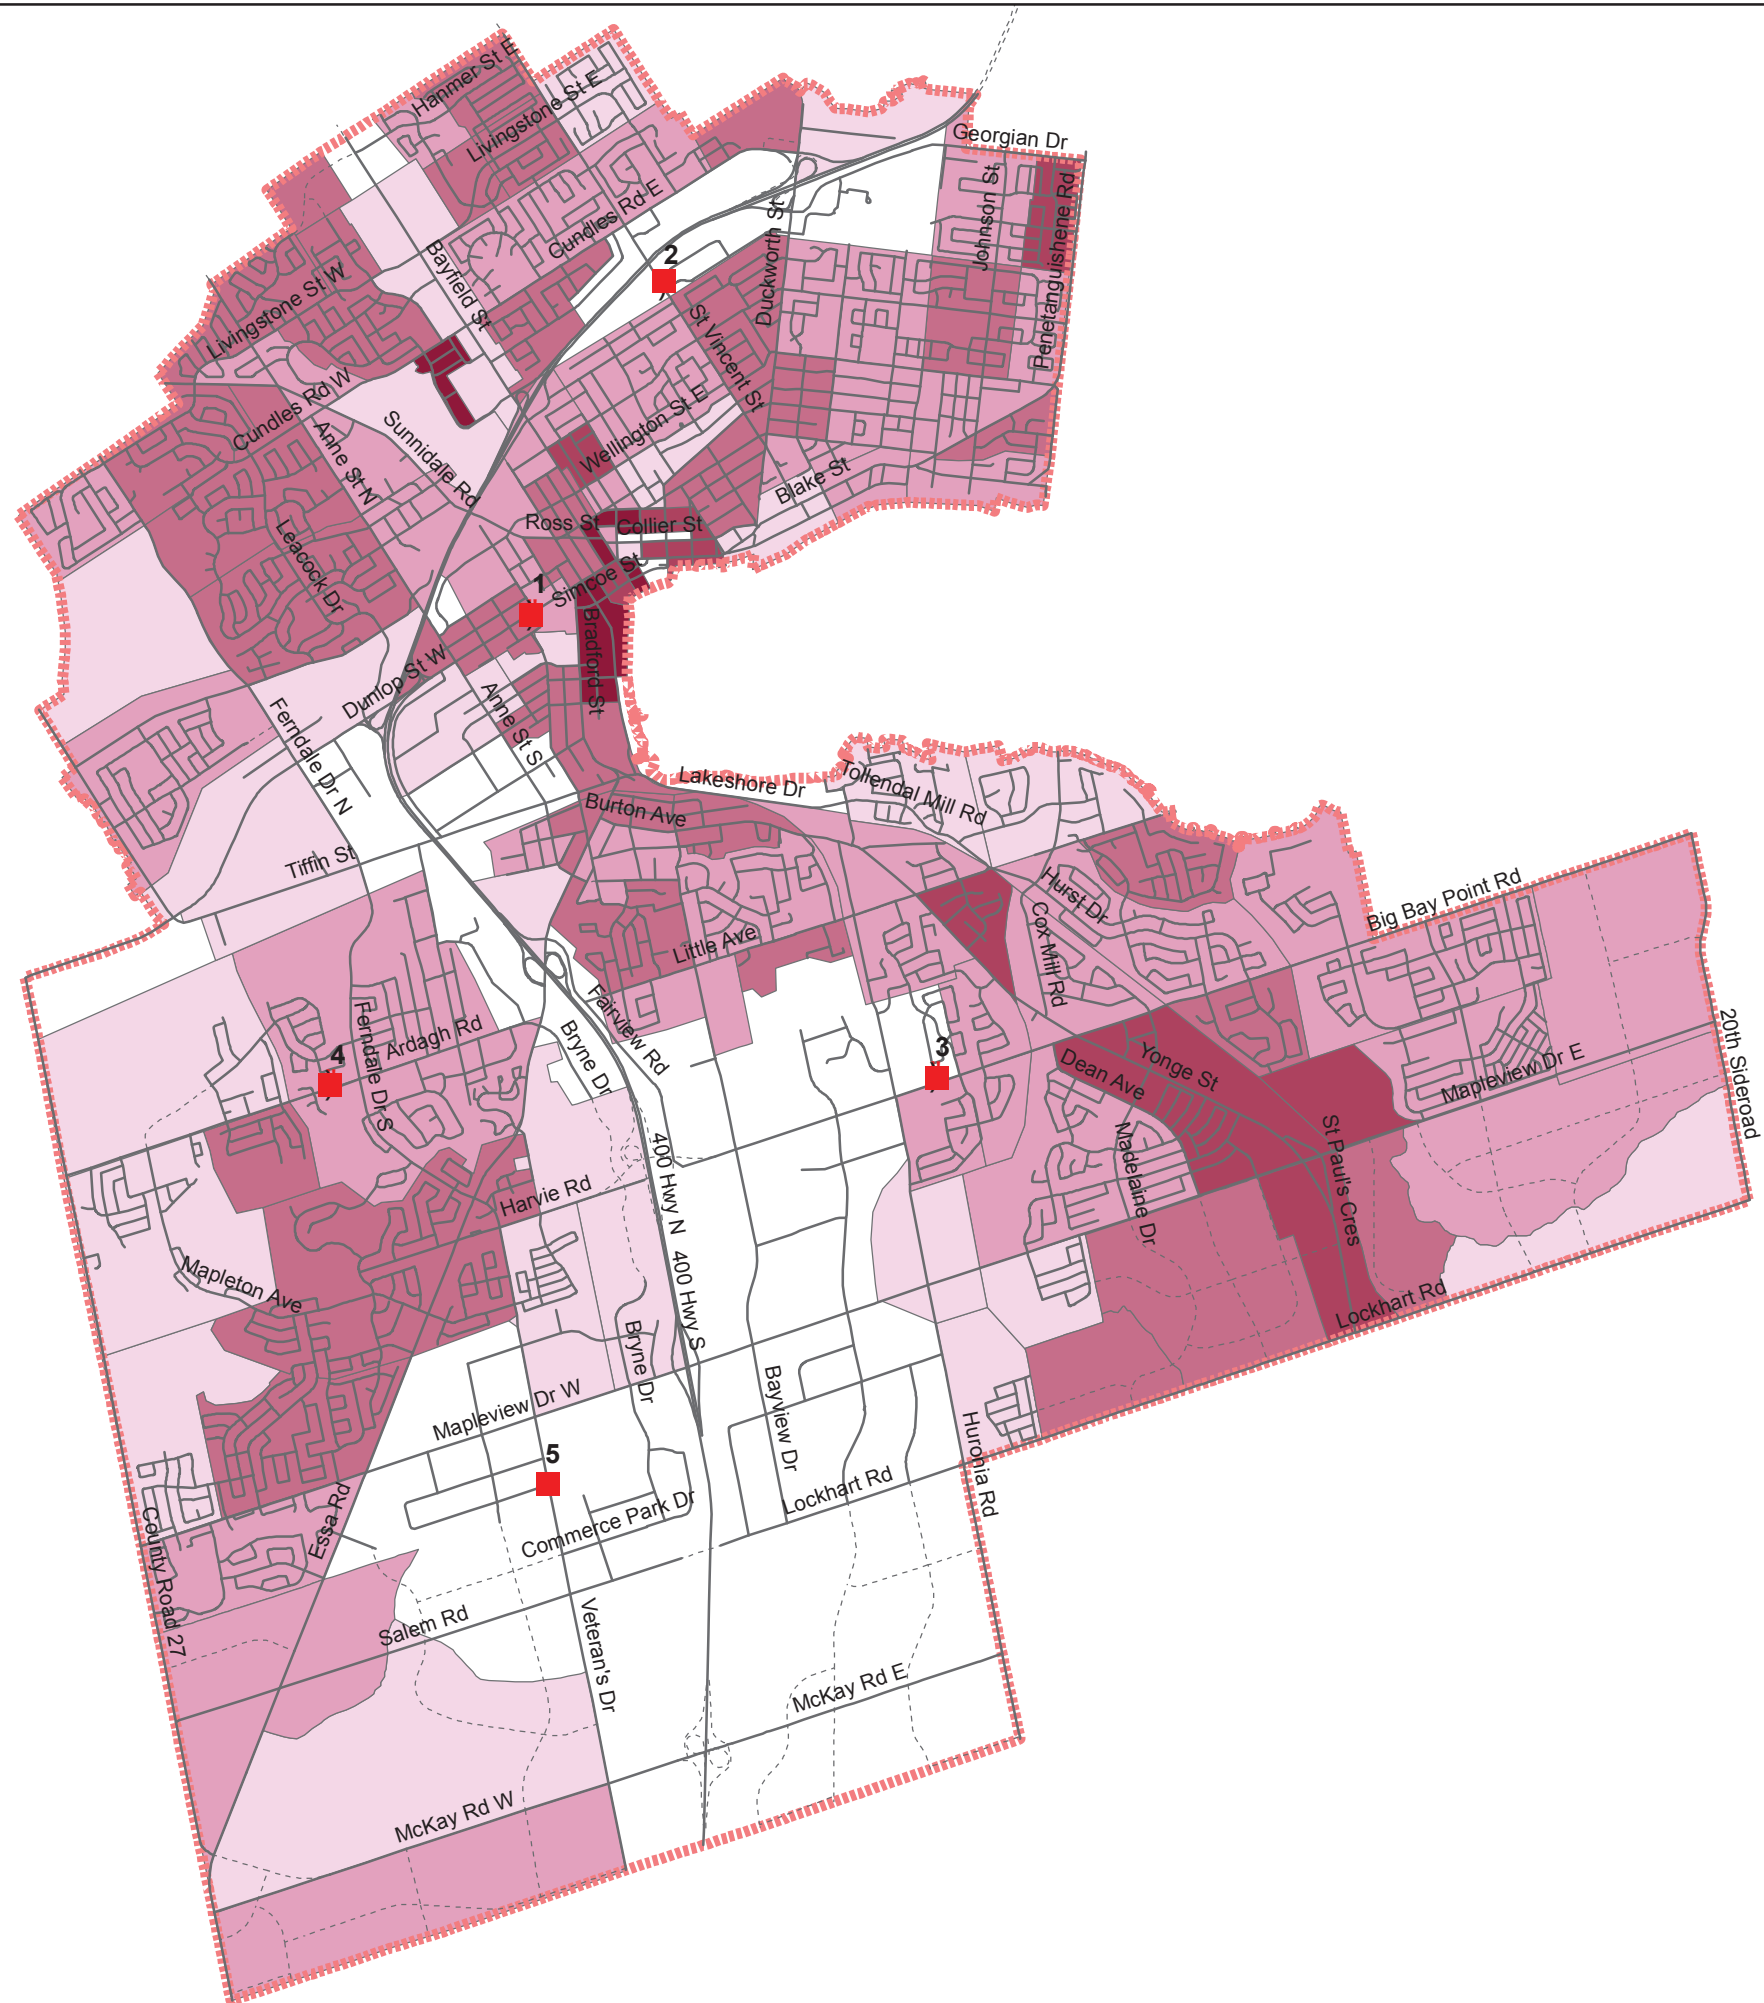 Hanmer St E
Livingstone St E
Georgian Dr
Johnson St
Penetanguishene Rd
Cundles Rd E
Duckworth St
2
Bayfield St
Livingstone St W
St Vincent St
Cundles Rd W
Wellington St E
Sunnidale Rd
Anne St N
Blake St
Ross St
Collier St
Leacock Dr
1
Simcoe St
Bradford St
Dunlop St W
Anne St S
Ferndale Dr N
Lakeshore Dr
Tollendal Mill Rd
Burton Ave
Tiffin St
Hurst Dr
Big Bay Point Rd
Cox Mill Rd
Little Ave
Fairview Rd
Bryne Dr
Ferndale Dr S
Ardagh Rd
4
3
Dean Ave
Yonge St
Mapleview Dr E
20th Sideroad
St Paul's Cres
Madelaine Dr
400 Hwy N
Harvie Rd
Mapleton Ave
400 Hwy S
Lockhart Rd
Bryne Dr
Bayview Dr
Mapleview Dr W
5
Huronia Rd
Lockhart Rd
Commerce Park Dr
Essa Rd
County Road 27
Salem Rd
Veteran's Dr
McKay Rd E
McKay Rd W